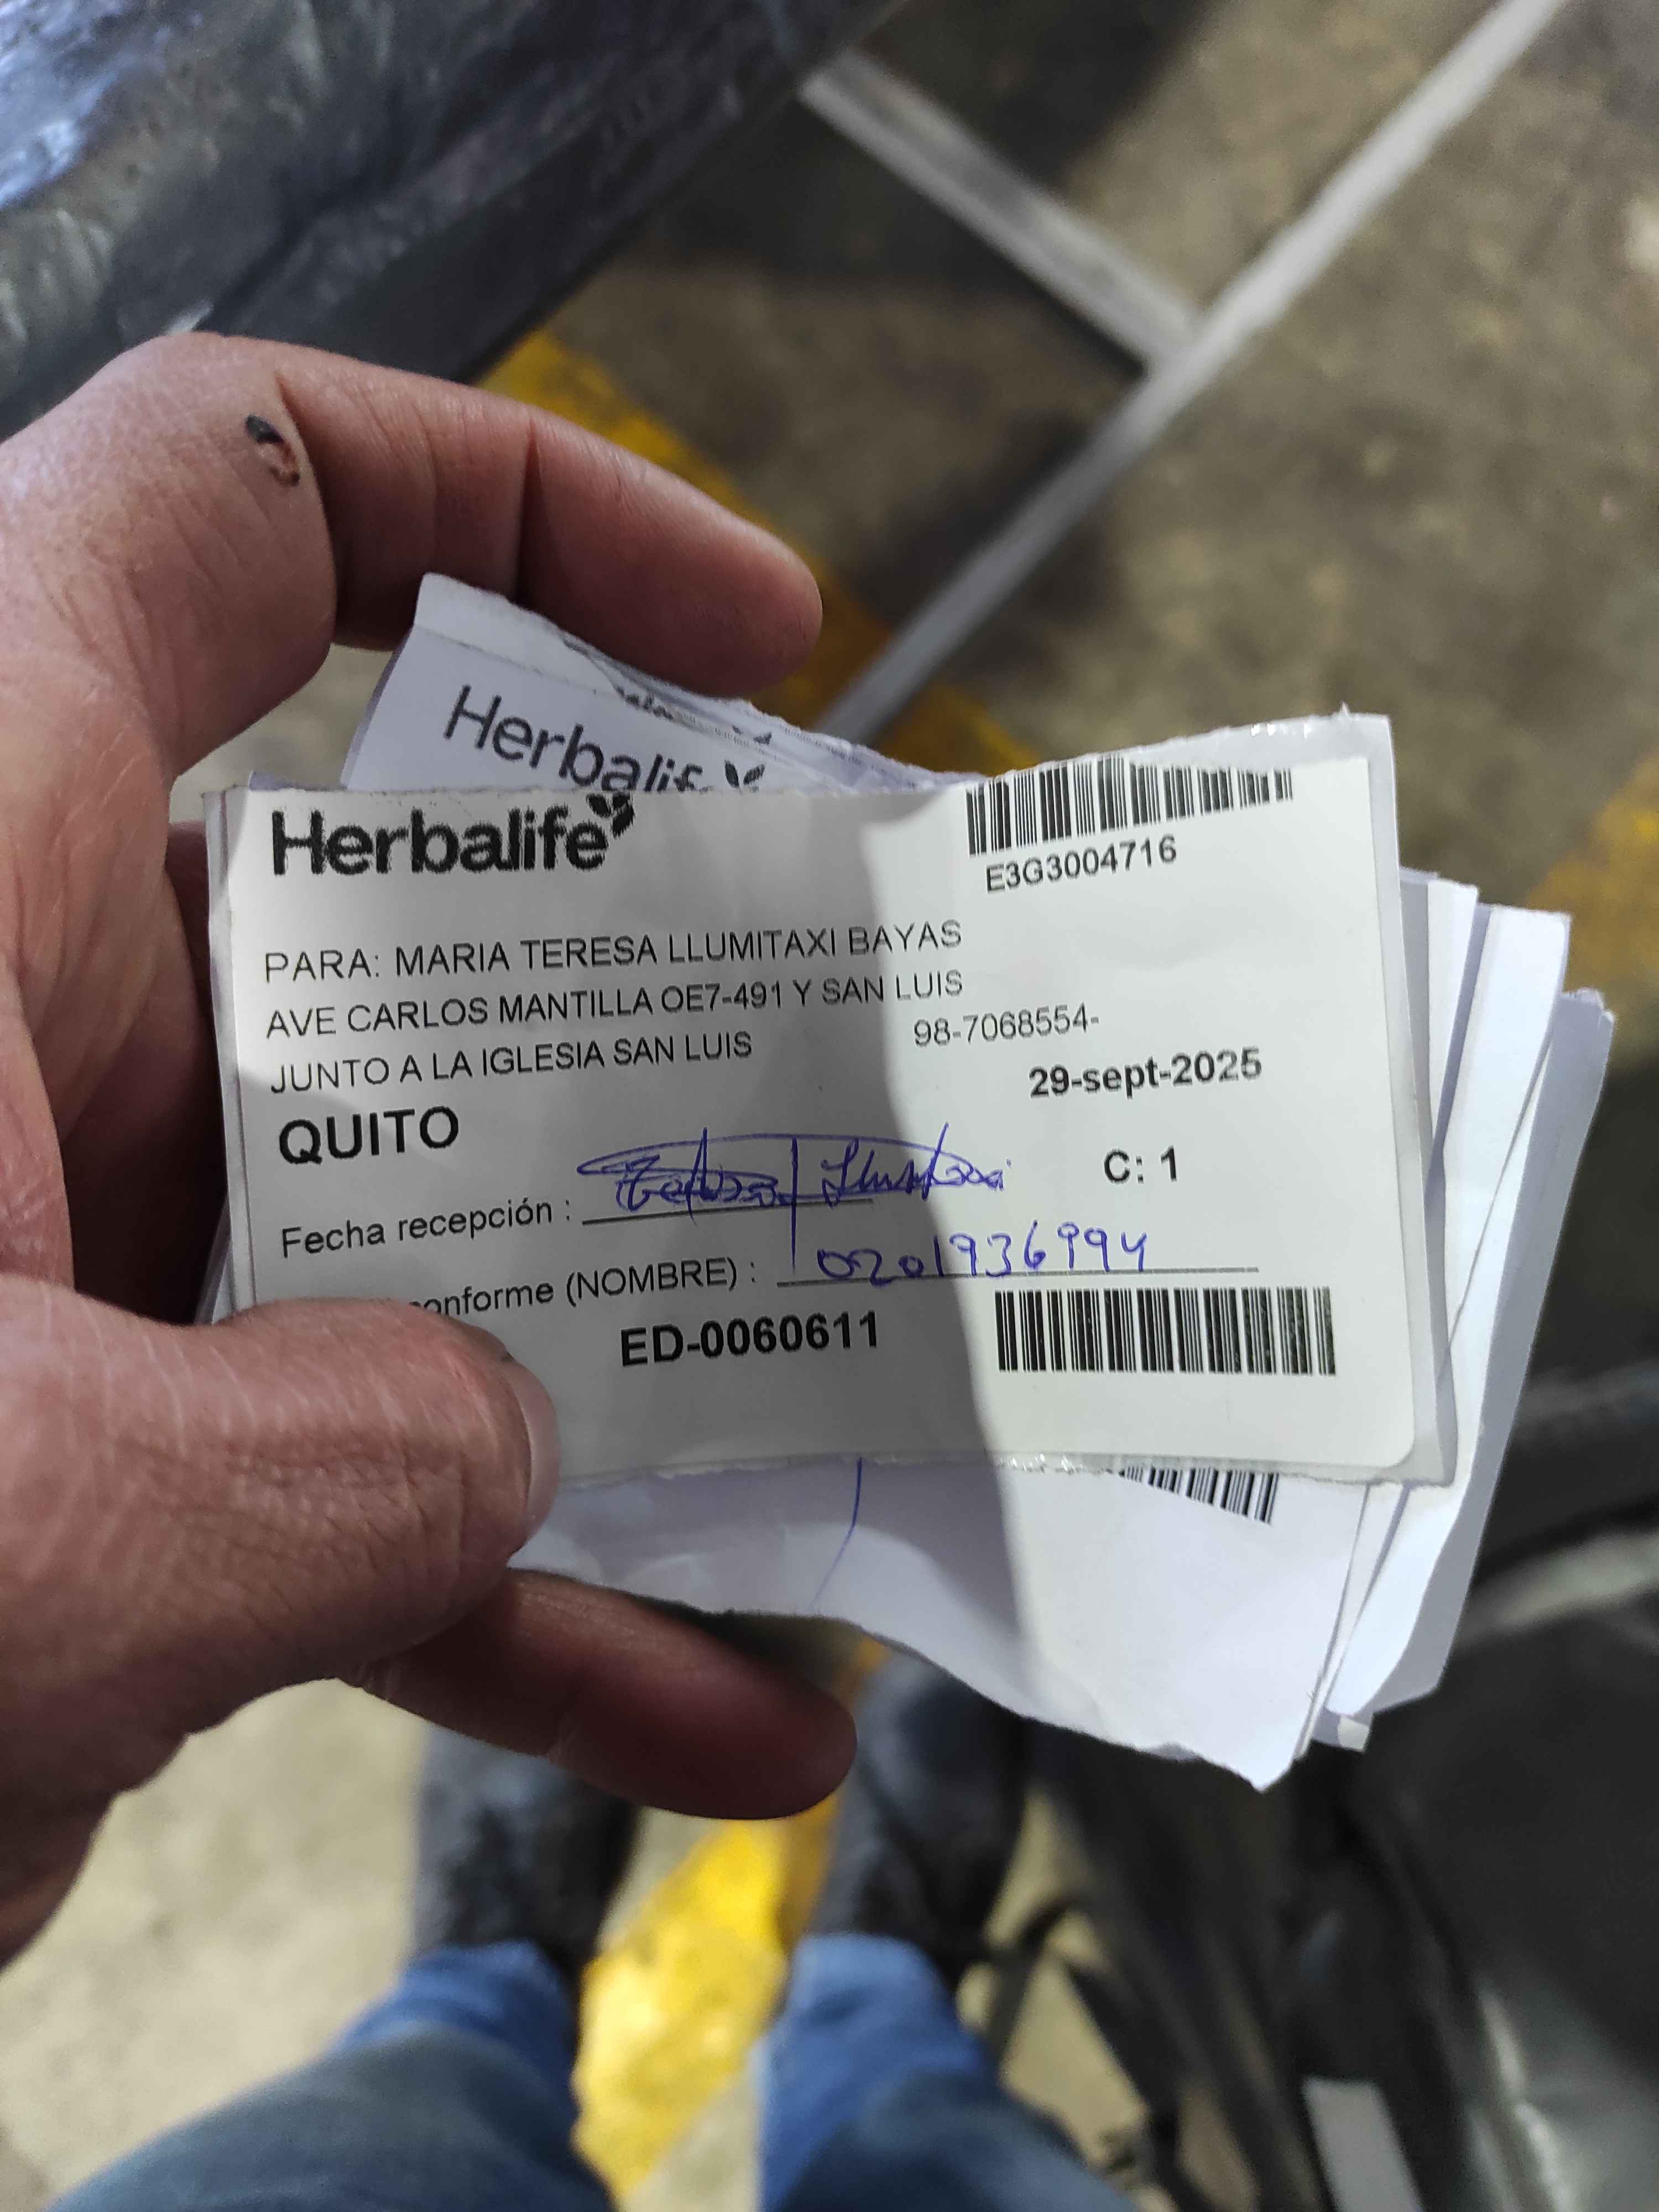 Herbalife
Herbalife
E3G3004716
PARA: MARIA TERESA LLUMITAXI BAYAS
AVE CARLOS MANTILLA OE7-491 Y SAN LUIS
JUNTO A LA IGLESIA SAN LUIS 98-7068554-
29-sept-2025
QUITO
C: 1
Fecha recepción :
conforme (NOMBRE) : 0201936994
ED-0060611